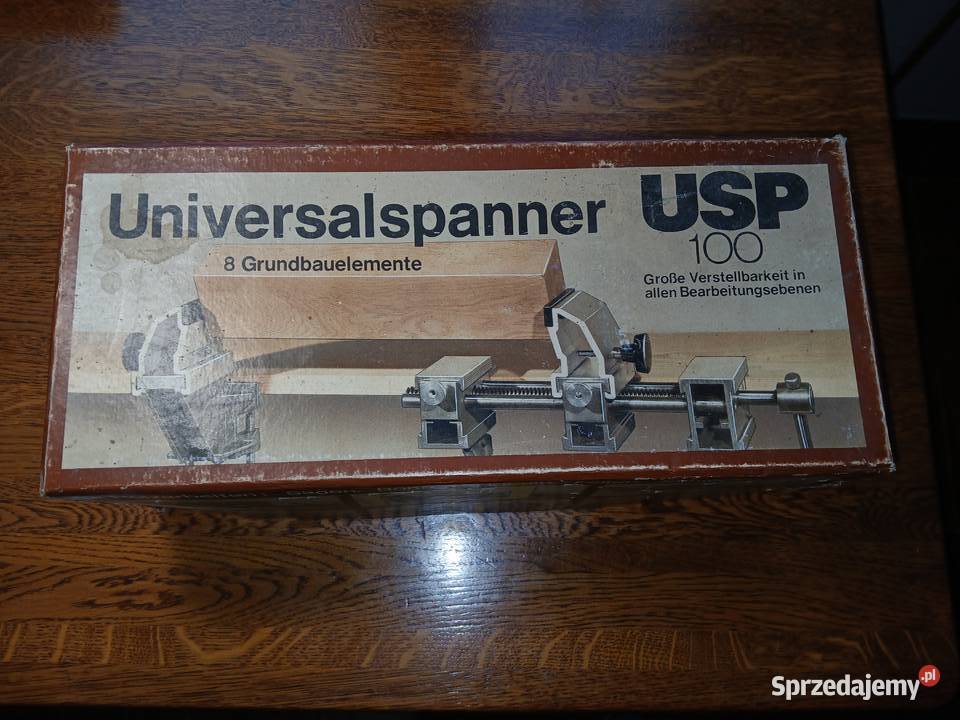 Universalspanner
USP
100
8 Grundbauelemente
Große Verstellbarkeit in
allen Bearbeitungsebenen
Sprzedajemy.pl